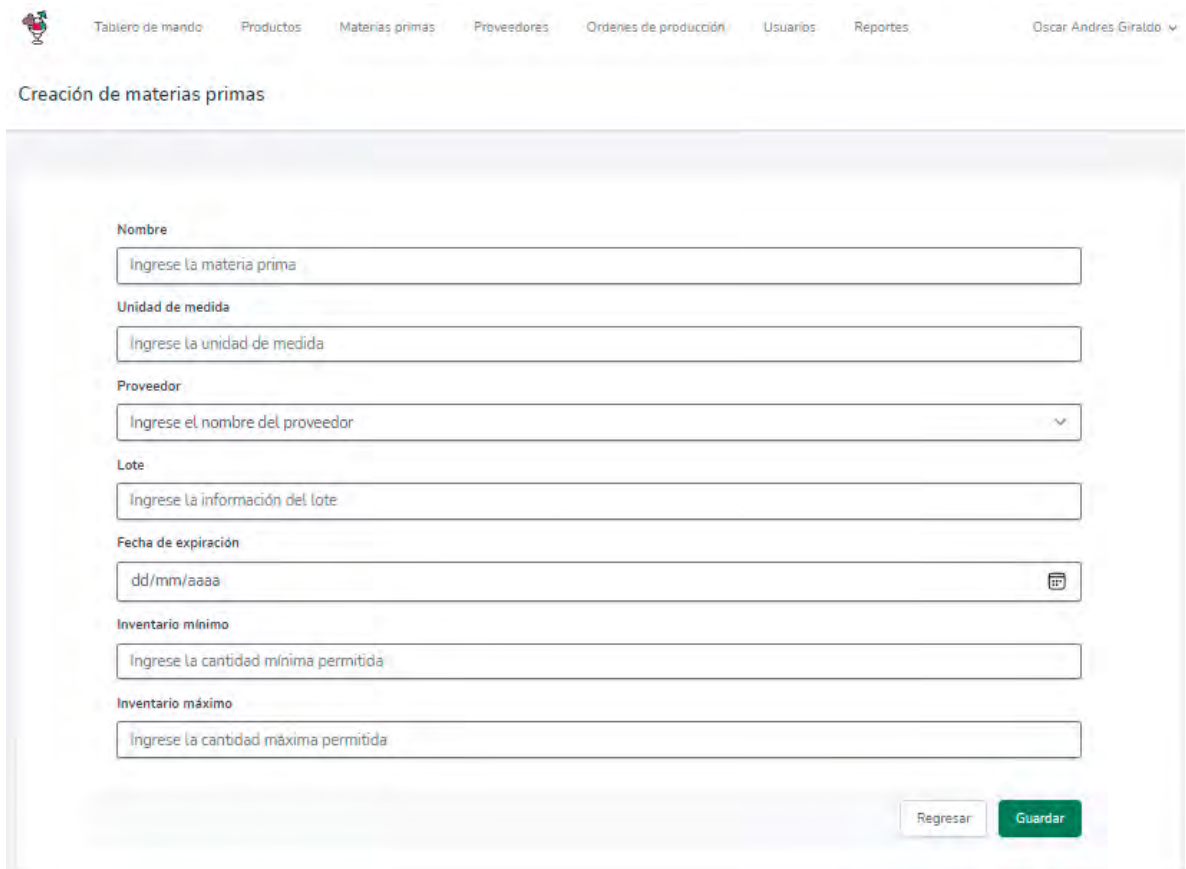 Tablero de mando Productos Materias primas Proveedores Ordenes de producción Usuarios Reportes Oscar Andres Giraldo
Creación de materias primas
Nombre
Ingrese la materia prima
Unidad de medida
Ingrese la unidad de medida
Proveedor
Ingrese el nombre del proveedor
Lote
Ingrese la información del lote
Fecha de expiración
dd/mm/aaaa
Inventario mínimo
Ingrese la cantidad mínima permitida
Inventario máximo
Ingrese la cantidad máxima permitida
Regresar Guardar